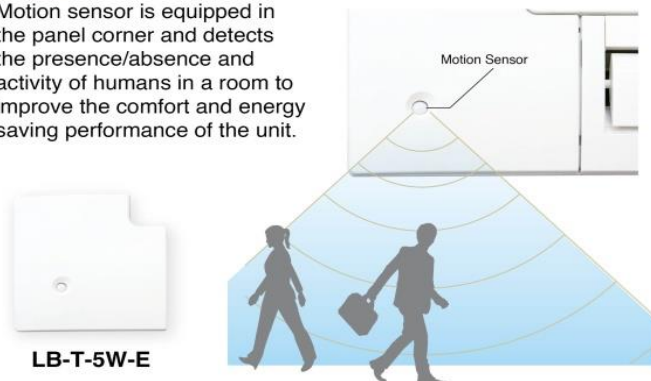 Motion sensor is equipped in
the panel corner and detects
the presence/absence and
activity of humans in a room to
improve the comfort and energy
saving performance of the unit.
Motion Sensor
LB-T-5W-E